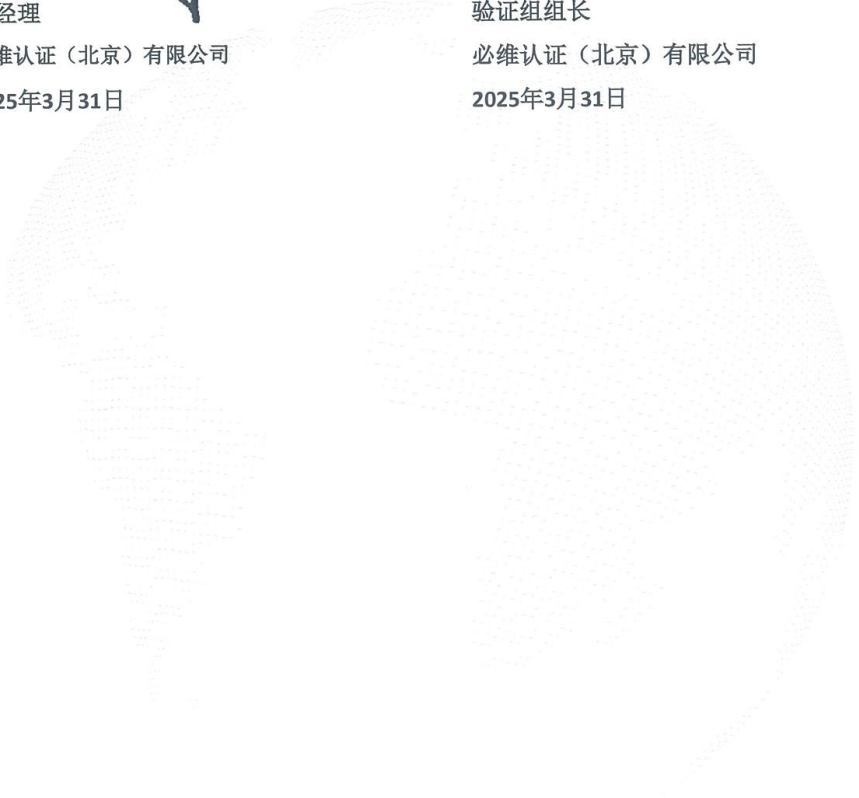 经理
验证组组长
维认证（北京）有限公司
必维认证（北京）有限公司
25年3月31日
2025年3月31日